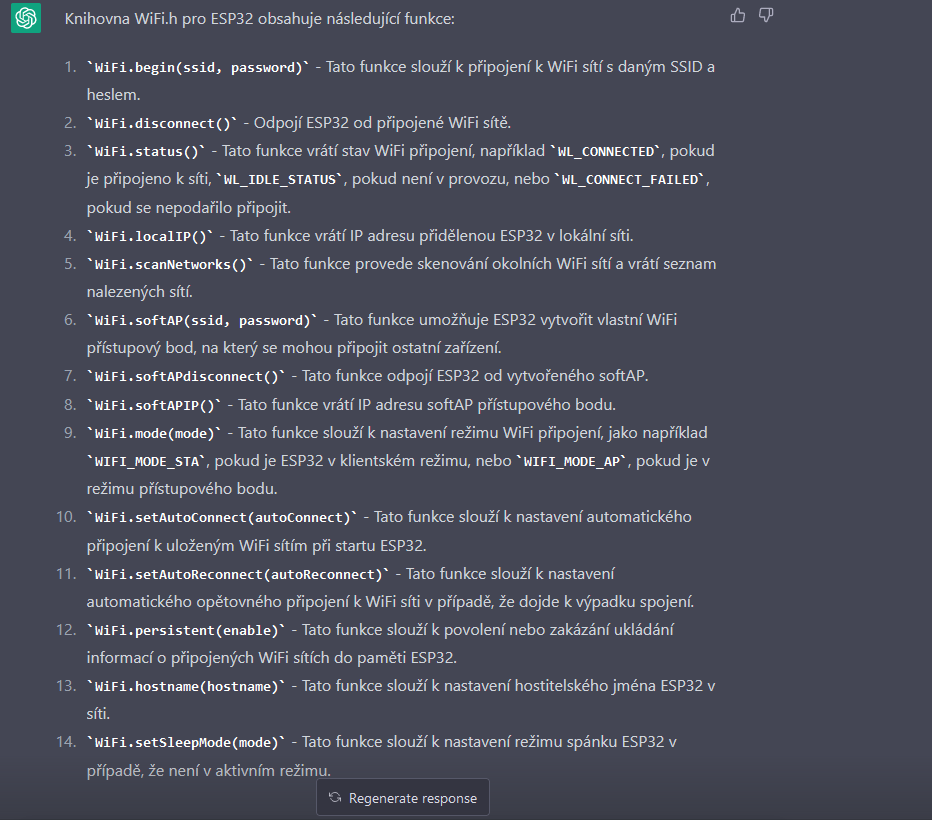 Knihovna WiFi.h pro ESP32 obsahuje následující funkce:
1. `WiFi.begin(ssid, password)` - Tato funkce slouží k připojení k WiFi sítí s daným SSID a
heslem.
2. `WiFi.disconnect()` - Odpojí ESP32 od připojené WiFi sítě.
3. `WiFi.status()` - Tato funkce vrátí stav WiFi připojení, například `WL_CONNECTED`, pokud
je připojeno k síti, `WL_IDLE_STATUS`, pokud není v provozu, nebo `WL_CONNECT_FAILED`,
pokud se nepodařilo připojit.
4. `WiFi.localIP()` - Tato funkce vrátí IP adresu přidělenou ESP32 v lokální síti.
5. `WiFi.scanNetworks()` - Tato funkce provede skenování okolních WiFi sítí a vrátí seznam
nalezených sítí.
6. `WiFi.softAP(ssid, password)` - Tato funkce umožňuje ESP32 vytvořit vlastní WiFi
přístupový bod, na který se mohou připojit ostatní zařízení.
7. `WiFi.softAPdisconnect()` - Tato funkce odpojí ESP32 od vytvořeného softAP.
8. `WiFi.softAPIP()` - Tato funkce vrátí IP adresu softAP přístupového bodu.
9. `WiFi.mode(mode)` - Tato funkce slouží k nastavení režimu WiFi připojení, jako například
`WIFI_MODE_STA`, pokud je ESP32 v klientském režimu, nebo `WIFI_MODE_AP`, pokud je v
režimu přístupového bodu.
10. `WiFi.setAutoConnect(autoConnect)` - Tato funkce slouží k nastavení automatického
připojení k uloženým WiFi sítím při startu ESP32.
11. `WiFi.setAutoReconnect(autoReconnect)` - Tato funkce slouží k nastavení
automatického opětovného připojení k WiFi síti v případě, že dojde k výpadku spojení.
12. `WiFi.persistent(enable)` - Tato funkce slouží k povolení nebo zakázání ukládání
informací o připojených WiFi sítích do paměti ESP32.
13. `WiFi.hostname(hostname)` - Tato funkce slouží k nastavení hostitelského jména ESP32 v
síti.
14. `WiFi.setSleepMode(mode)` - Tato funkce slouží k nastavení režimu spánku ESP32 v
případě, že není v aktivním režimu.
Regenerate response